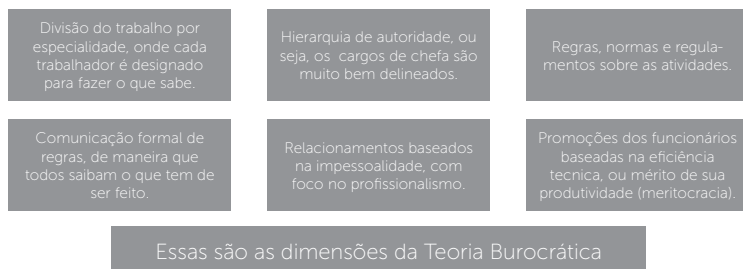 Divisão do trabalho por
especialidade, onde cada
trabalhador é designado
para fazer o que sabe.
Hierarquia de autoridade, ou
seja, os cargos de chefa são
muito bem delineados.
Regras, normas e regula-
mentos sobre as atividades.
Comunicação formal de
regras, de maneira que
todos saibam o que tem de
ser feito.
Relacionamentos baseados
na impessoalidade, com
foco no profissionalismo.
Promoções dos funcionários
baseadas na eficiência
tecnica, ou mérito de sua
produtividade (meritocracia).
Essas são as dimensões da Teoria Burocrática